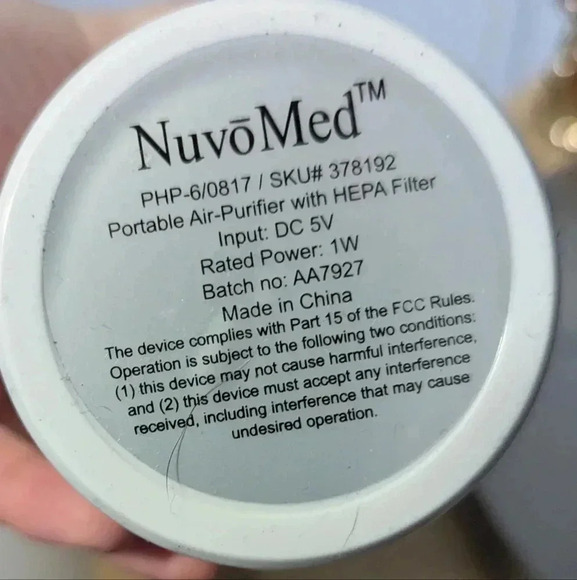 NuvōMed™
PHP-6/0817 / SKU# 378192
Portable Air-Purifier with HEPA Filter
Input: DC 5V
Rated Power: 1W
Batch no: AA7927
Made in China
The device complies with Part 15 of the FCC Rules.
Operation is subject to the following two conditions:
(1) this device may not cause harmful interference,
and (2) this device must accept any interference
received, including interference that may cause
undesired operation.